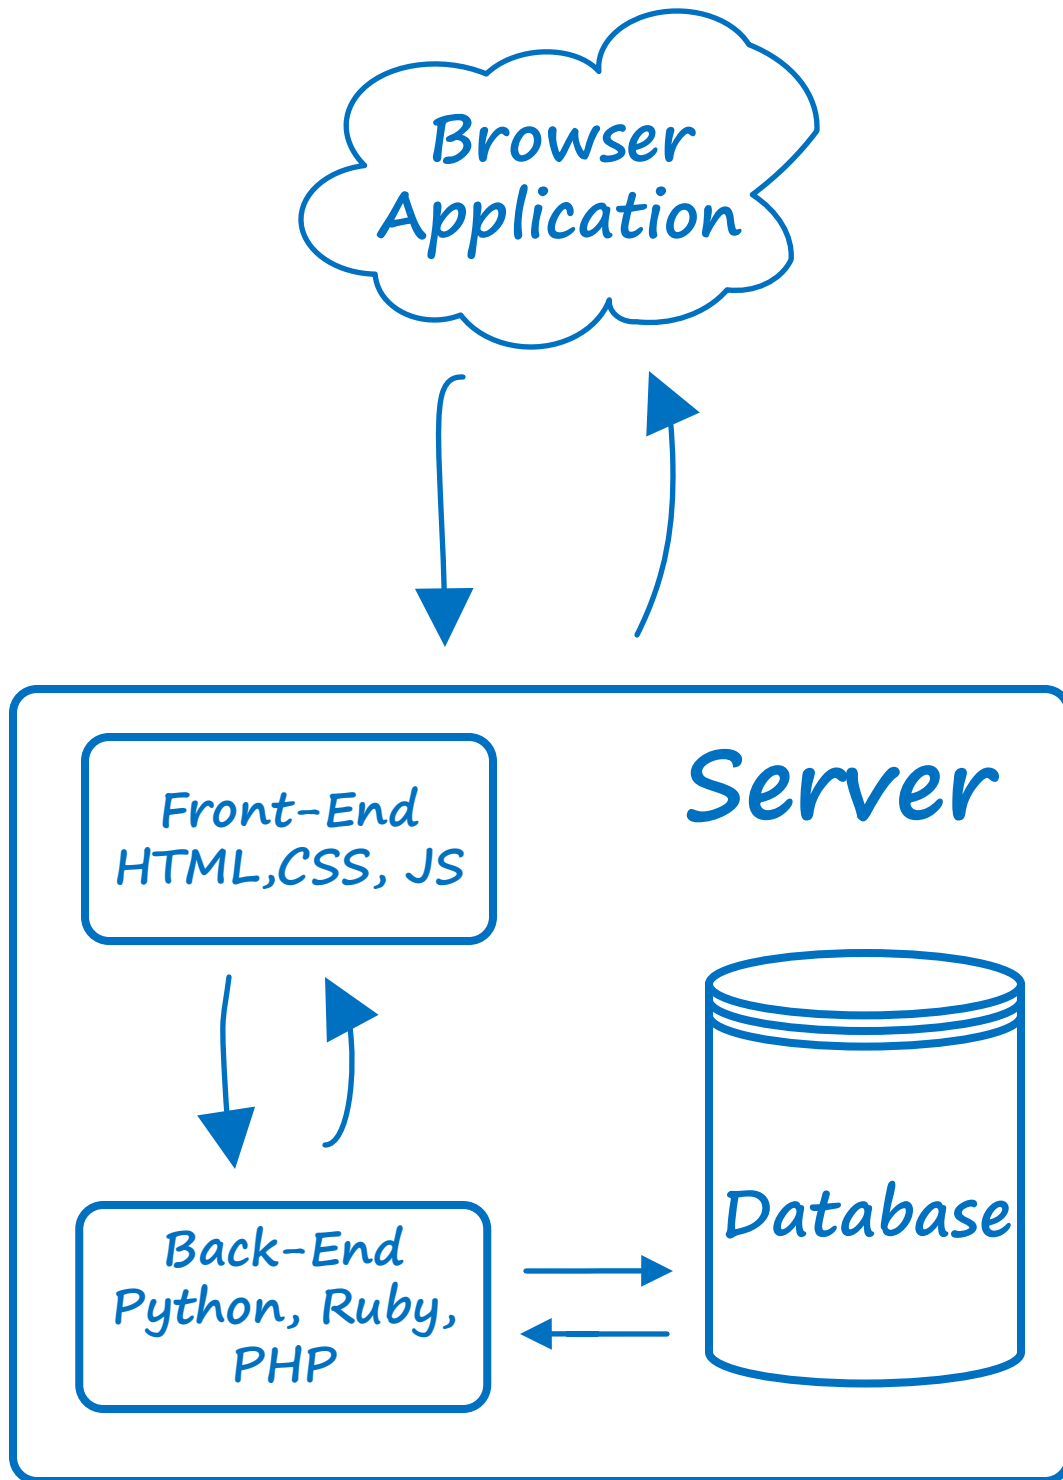 Browser
Application
Server
Front-End
HTML,CSS, JS
Database
Back-End
Python, Ruby,
PHP